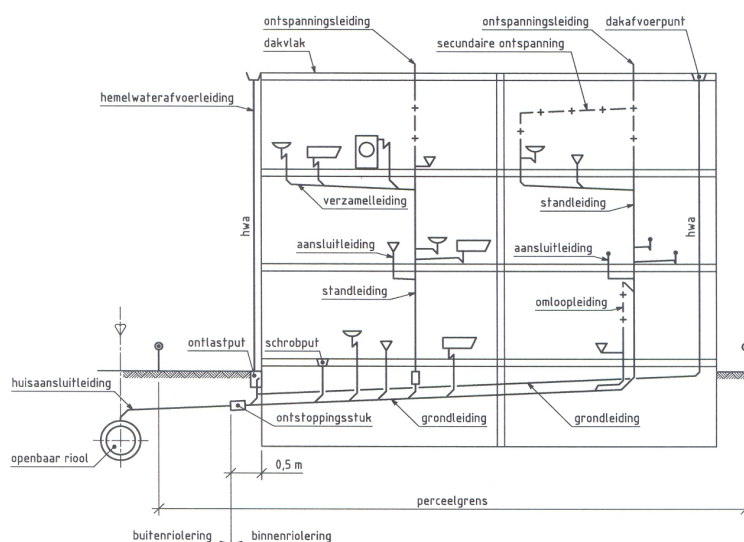 ontspanningsleiding
ontspanningsleiding
dakafvoerpunt
dakvlak
secundaire ontspanning
hemelwaterafvoerleiding
verzamelleiding
standleiding
hwa
hwa
aansluitleiding
aansluitleiding
standleiding
omloopleiding
ontlastput
schrobput
huisaansluitleiding
ontstoppingsstuk
grondleiding
grondleiding
openbaar riool
0,5 m
perceelgrens
buitenriolering
binnenriolering